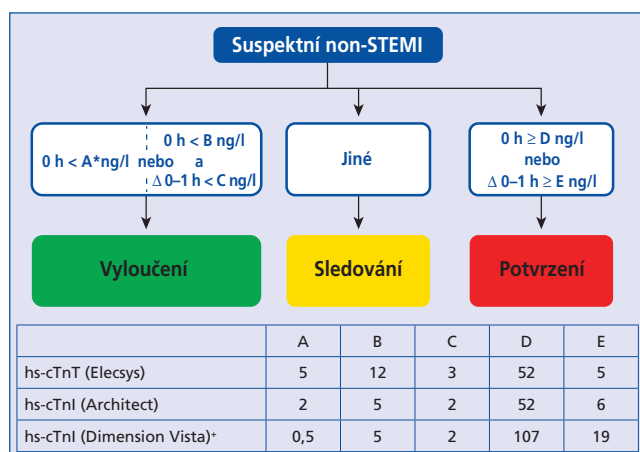 Suspektní non-STEMI
0 h < A*ng/l nebo
0 h < B ng/l
a
Δ 0–1 h < C ng/l
Jiné
0 h ≥ D ng/l
nebo
Δ 0–1 h ≥ E ng/l
Vyloučení
Sledování
Potvrzení
A B C D E
hs-cTnT (Elecsys) 5 12 3 52 5
hs-cTnI (Architect) 2 5 2 52 6
hs-cTnI (Dimension Vista)⁺ 0,5 5 2 107 19